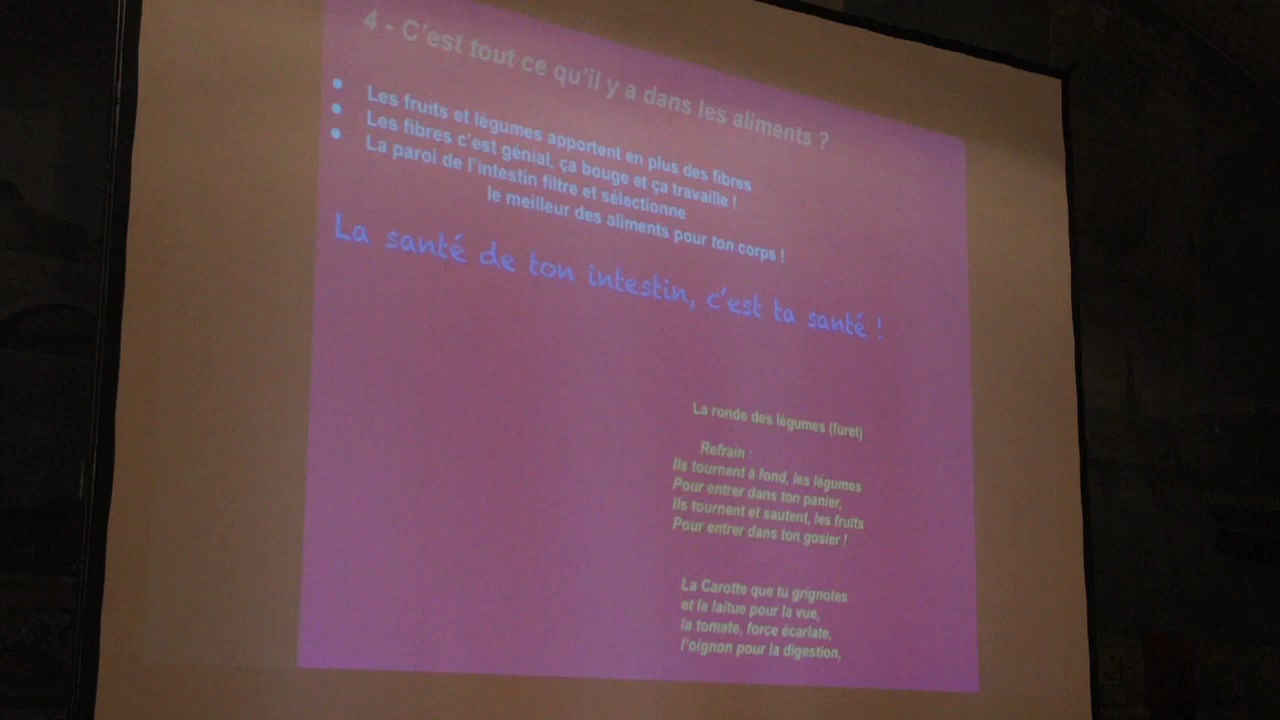 4 - C'est tout ce qu'il y a dans les aliments ?
● Les fruits et légumes apportent en plus des fibres
● Les fibres c'est génial, ça bouge et ça travaille !
● La paroi de l'intestin filtre et sélectionne
le meilleur des aliments pour ton corps !
La santé de ton intestin, c'est ta santé !
La ronde des légumes (furet)
Refrain :
Ils tournent à fond, les légumes
Pour entrer dans ton panier,
Ils tournent et sautent, les fruits
Pour entrer dans ton gosier !
La Carotte que tu grignotes
et la laitue pour la vue,
la tomate, force écarlate,
l'oignon pour la digestion,